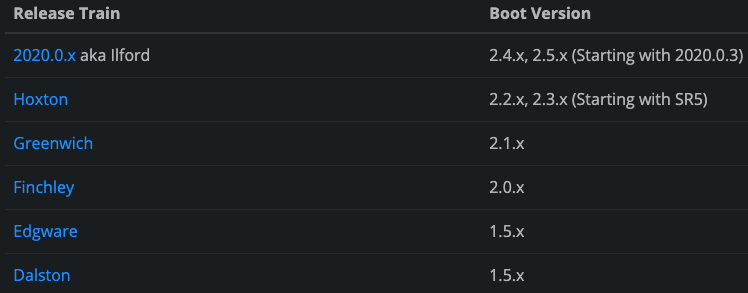 Release Train Boot Version
2020.0.x aka Ilford 2.4.x, 2.5.x (Starting with 2020.0.3)
Hoxton 2.2.x, 2.3.x (Starting with SR5)
Greenwich 2.1.x
Finchley 2.0.x
Edgware 1.5.x
Dalston 1.5.x